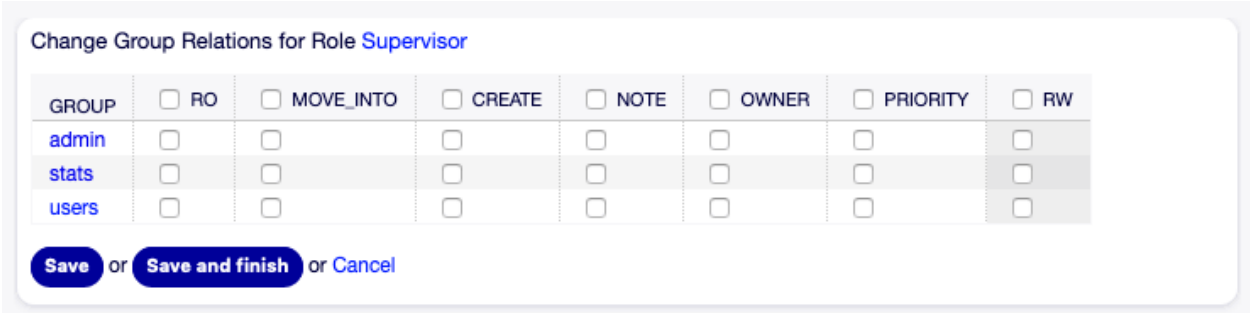 Change Group Relations for Role Supervisor
GROUP RO MOVE_INTO CREATE NOTE OWNER PRIORITY RW
admin
stats
users
Save or Save and finish or Cancel